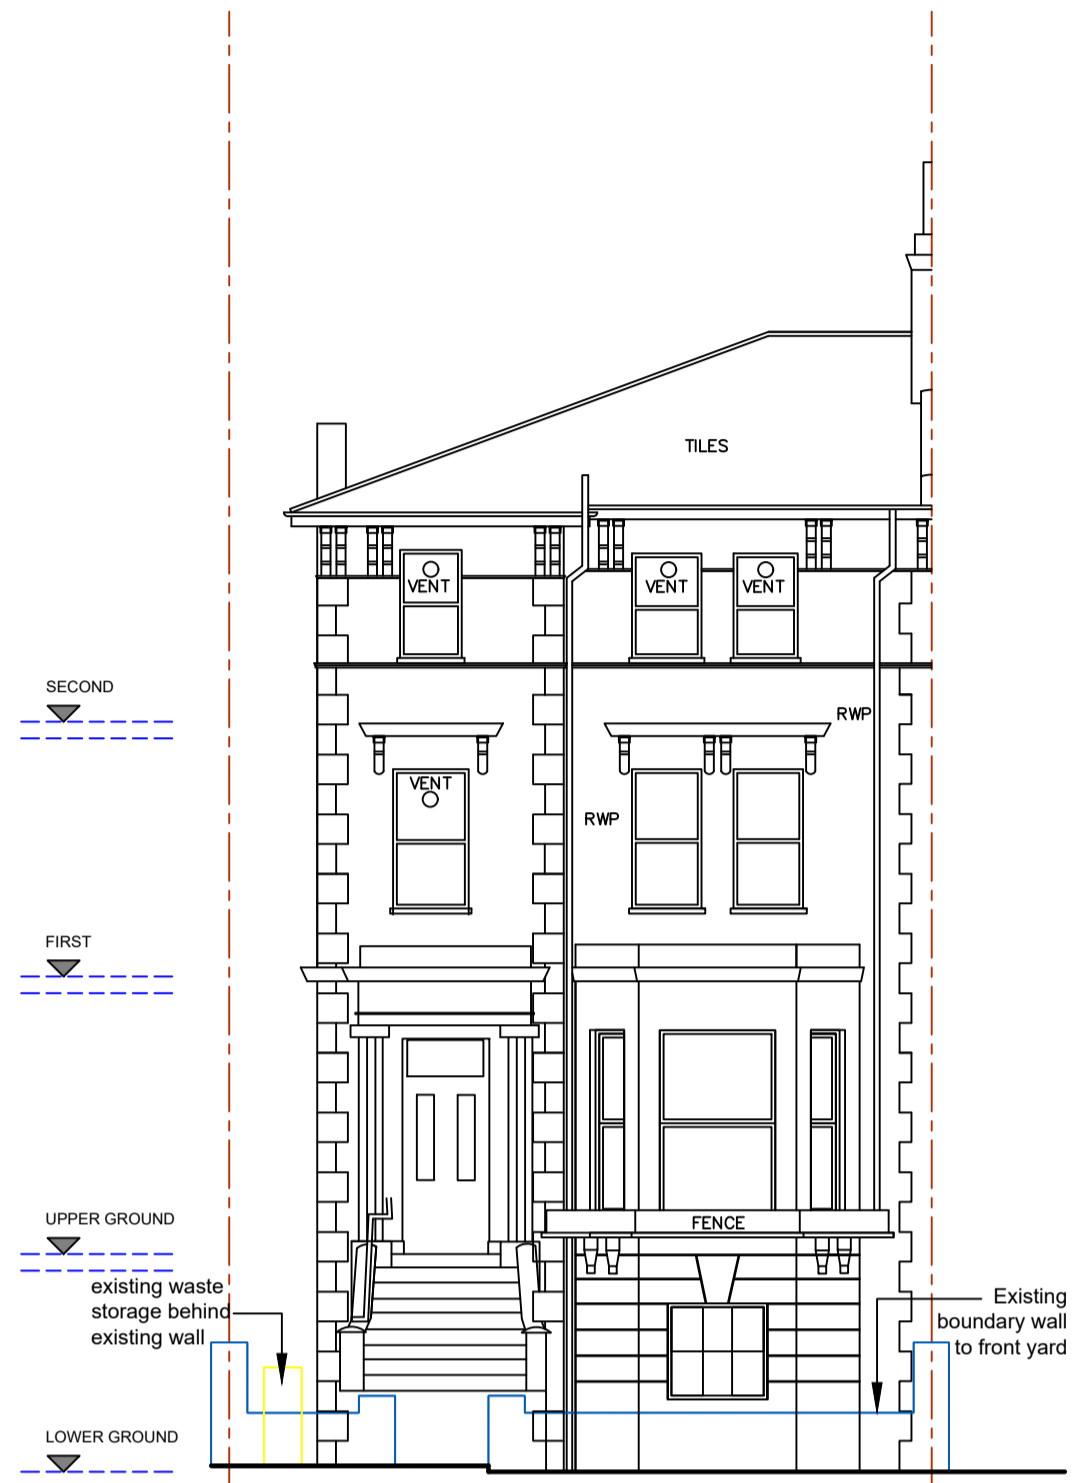 TILES
VENT
VENT
VENT
SECOND
RWP
VENT
RWP
FIRST
UPPER GROUND
FENCE
existing waste
storage behind
existing wall
Existing
boundary wall
to front yard
LOWER GROUND